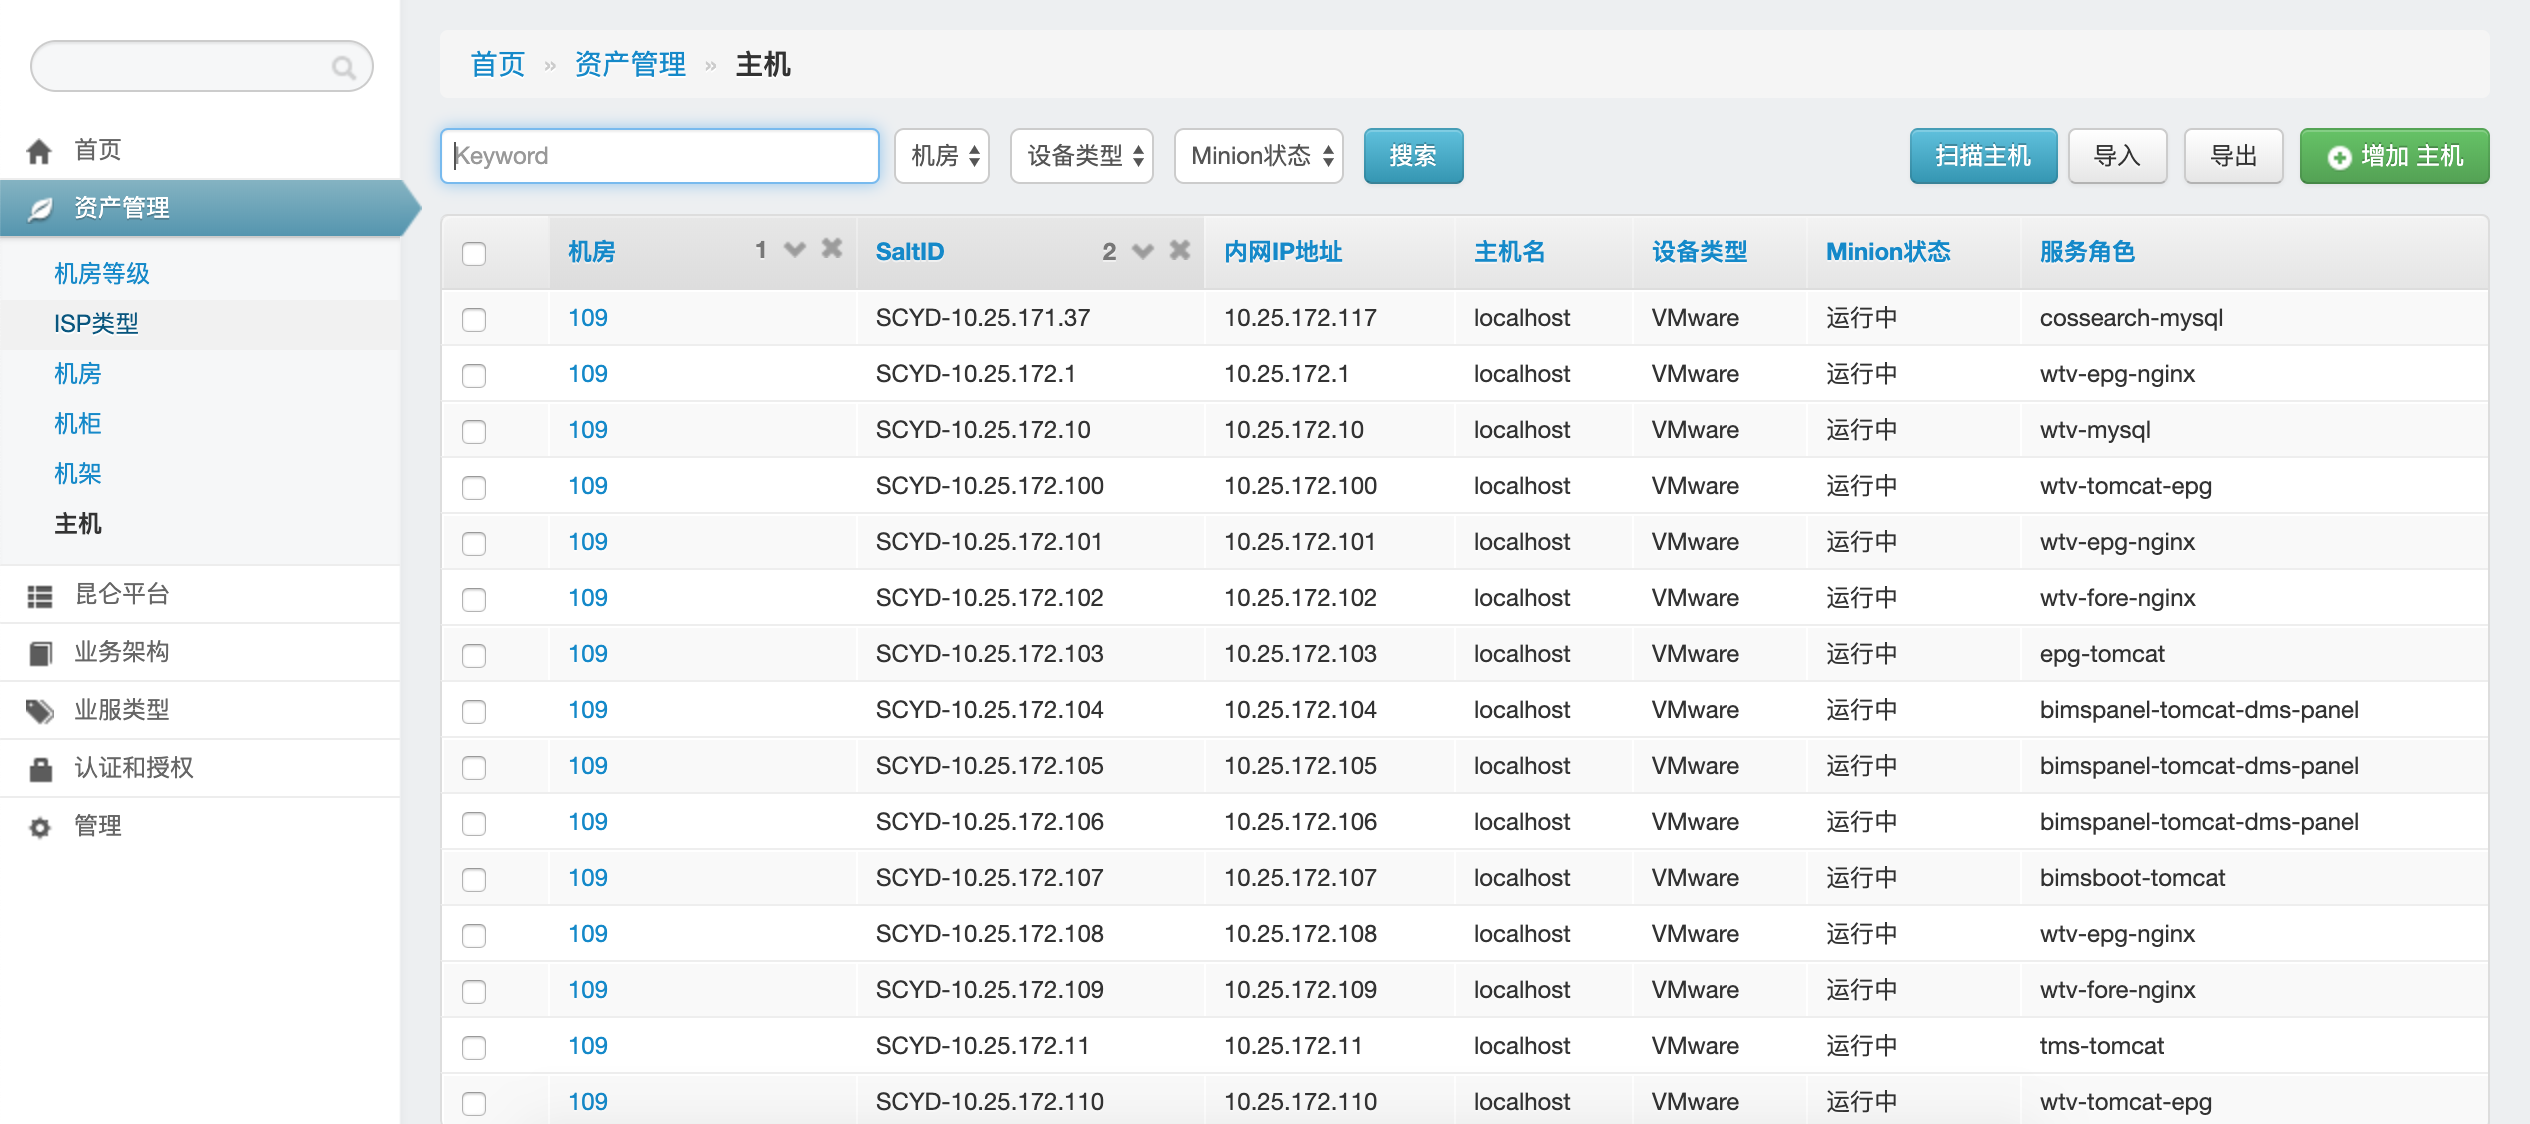 首页
资产管理
机房等级
ISP类型
机房
机柜
机架
主机
昆仑平台
业务架构
业服类型
认证和授权
管理
首页 » 资产管理 » 主机
Keyword 机房 设备类型 Minion状态 搜索 扫描主机 导入 导出 增加 主机
机房 1 SaltID 2 内网IP地址 主机名 设备类型 Minion状态 服务角色
109 SCYD-10.25.171.37 10.25.172.117 localhost VMware 运行中 cossearch-mysql
109 SCYD-10.25.172.1 10.25.172.1 localhost VMware 运行中 wtv-epg-nginx
109 SCYD-10.25.172.10 10.25.172.10 localhost VMware 运行中 wtv-mysql
109 SCYD-10.25.172.100 10.25.172.100 localhost VMware 运行中 wtv-tomcat-epg
109 SCYD-10.25.172.101 10.25.172.101 localhost VMware 运行中 wtv-epg-nginx
109 SCYD-10.25.172.102 10.25.172.102 localhost VMware 运行中 wtv-fore-nginx
109 SCYD-10.25.172.103 10.25.172.103 localhost VMware 运行中 epg-tomcat
109 SCYD-10.25.172.104 10.25.172.104 localhost VMware 运行中 bimspanel-tomcat-dms-panel
109 SCYD-10.25.172.105 10.25.172.105 localhost VMware 运行中 bimspanel-tomcat-dms-panel
109 SCYD-10.25.172.106 10.25.172.106 localhost VMware 运行中 bimspanel-tomcat-dms-panel
109 SCYD-10.25.172.107 10.25.172.107 localhost VMware 运行中 bimsboot-tomcat
109 SCYD-10.25.172.108 10.25.172.108 localhost VMware 运行中 wtv-epg-nginx
109 SCYD-10.25.172.109 10.25.172.109 localhost VMware 运行中 wtv-fore-nginx
109 SCYD-10.25.172.11 10.25.172.11 localhost VMware 运行中 tms-tomcat
109 SCYD-10.25.172.110 10.25.172.110 localhost VMware 运行中 wtv-tomcat-epg